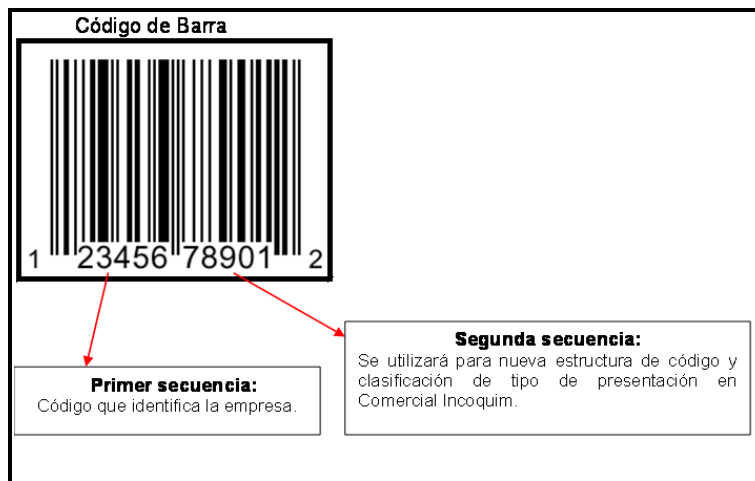 Código de Barra
1 23456 78901 2
Primer secuencia:
Código que identifica la empresa.
Segunda secuencia:
Se utilizará para nueva estructura de código y
clasificación de tipo de presentación en
Comercial Incoquim.